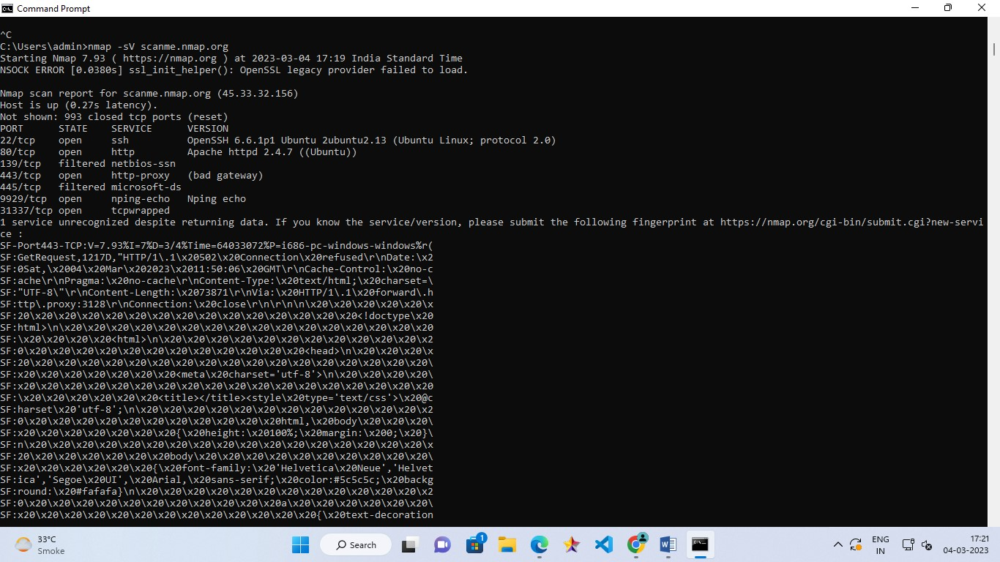 Command Prompt
^C
C:\Users\admin>nmap -sV scanme.nmap.org
Starting Nmap 7.93 ( https://nmap.org ) at 2023-03-04 17:19 India Standard Time
NSOCK ERROR [0.0380s] ssl_init_helper(): OpenSSL legacy provider failed to load.
Nmap scan report for scanme.nmap.org (45.33.32.156)
Host is up (0.27s latency).
Not shown: 993 closed tcp ports (reset)
PORT      STATE    SERVICE      VERSION
22/tcp    open     ssh          OpenSSH 6.6.1p1 Ubuntu 2ubuntu2.13 (Ubuntu Linux; protocol 2.0)
80/tcp    open     http         Apache httpd 2.4.7 ((Ubuntu))
139/tcp   filtered netbios-ssn
443/tcp   open     http-proxy   (bad gateway)
445/tcp   filtered microsoft-ds
9929/tcp  open     nping-echo   Nping echo
31337/tcp open     tcpwrapped
1 service unrecognized despite returning data. If you know the service/version, please submit the following fingerprint at https://nmap.org/cgi-bin/submit.cgi?new-servi
ce :
SF-Port443-TCP:V=7.93%I=7%D=3/4%Time=64033072%P=i686-pc-windows-windows%r(
SF:GetRequest,1217D,"HTTP/1\.1\x20502\x20Connection\x20refused\r\nDate:\x2
SF:0Sat,\x2004\x20Mar\x202023\x2011:50:06\x20GMT\r\nCache-Control:\x20no-c
SF:ache\r\nPragma:\x20no-cache\r\nContent-Type:\x20text/html;\x20charset=\
SF:"UTF-8\"\r\nContent-Length:\x2073871\r\nVia:\x20HTTP/1\.1\x20forward\.h
SF:ttp\.proxy:3128\r\nConnection:\x20close\r\n\r\n\n\x20\x20\x20\x20\x20\x
SF:20\x20\x20\x20\x20\x20\x20\x20\x20\x20\x20\x20\x20\x20<!doctype\x20
SF:html>\n\x20\x20\x20\x20\x20\x20\x20\x20\x20\x20\x20\x20\x20\x20\x20\x20
SF:\x20\x20\x20\x20<html>\n\x20\x20\x20\x20\x20\x20\x20\x20\x20\x20\x20\x2
SF:0\x20\x20\x20\x20\x20\x20\x20\x20\x20\x20\x20<head>\n\x20\x20\x20\x20\x
SF:20\x20\x20\x20\x20\x20\x20\x20\x20\x20\x20\x20\x20\x20\x20\x20\x20\x20\
SF:x20\x20\x20\x20\x20\x20\x20<meta\x20charset='utf-8'>\n\x20\x20\x20\x20\
SF:x20\x20\x20\x20\x20\x20\x20\x20\x20\x20\x20\x20\x20\x20\x20\x20\x20\x20
SF:\x20\x20\x20\x20\x20\x20<title></title><style\x20type='text/css'>\x20@c
SF:harset\x20'utf-8';\n\x20\x20\x20\x20\x20\x20\x20\x20\x20\x20\x20\x20\x2
SF:0\x20\x20\x20\x20\x20\x20\x20\x20\x20\x20html,\x20body\x20\x20\x20\x20\
SF:x20\x20\x20\x20\x20\x20\x20{\x20height:\x20100%;\x20margin:\x200;\x20}\
SF:n\x20\x20\x20\x20\x20\x20\x20\x20\x20\x20\x20\x20\x20\x20\x20\x20\x20\x
SF:20\x20\x20\x20\x20\x20\x20body\x20\x20\x20\x20\x20\x20\x20\x20\x20\x20\
SF:x20\x20\x20\x20\x20\x20{\x20font-family:\x20'Helvetica\x20Neue','Helvet
SF:ica','Segoe\x20UI',\x20Arial,\x20sans-serif;\x20color:#5c5c5c;\x20backg
SF:round:\x20#fafafa}\n\x20\x20\x20\x20\x20\x20\x20\x20\x20\x20\x20\x20\x2
SF:0\x20\x20\x20\x20\x20\x20\x20\x20\x20\x20a\x20\x20\x20\x20\x20\x20\x20\
SF:x20\x20\x20\x20\x20\x20\x20\x20\x20\x20\x20\x20{\x20text-decoration
33°C
Smoke
Search
1
ENG
IN
17:21
04-03-2023